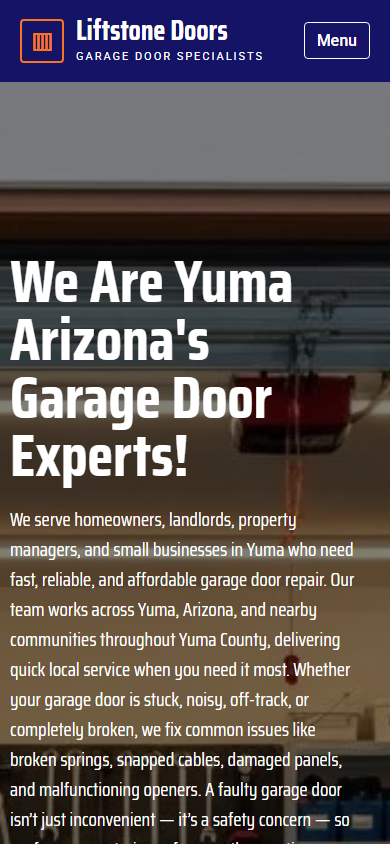 Liftstone Doors
GARAGE DOOR SPECIALISTS
Menu
We Are Yuma
Arizona's
Garage Door
Experts!
We serve homeowners, landlords, property
managers, and small businesses in Yuma who need
fast, reliable, and affordable garage door repair. Our
team works across Yuma, Arizona, and nearby
communities throughout Yuma County, delivering
quick local service when you need it most. Whether
your garage door is stuck, noisy, off-track, or
completely broken, we fix common issues like
broken springs, snapped cables, damaged panels,
and malfunctioning openers. A faulty garage door
isn’t just inconvenient — it’s a safety concern — so